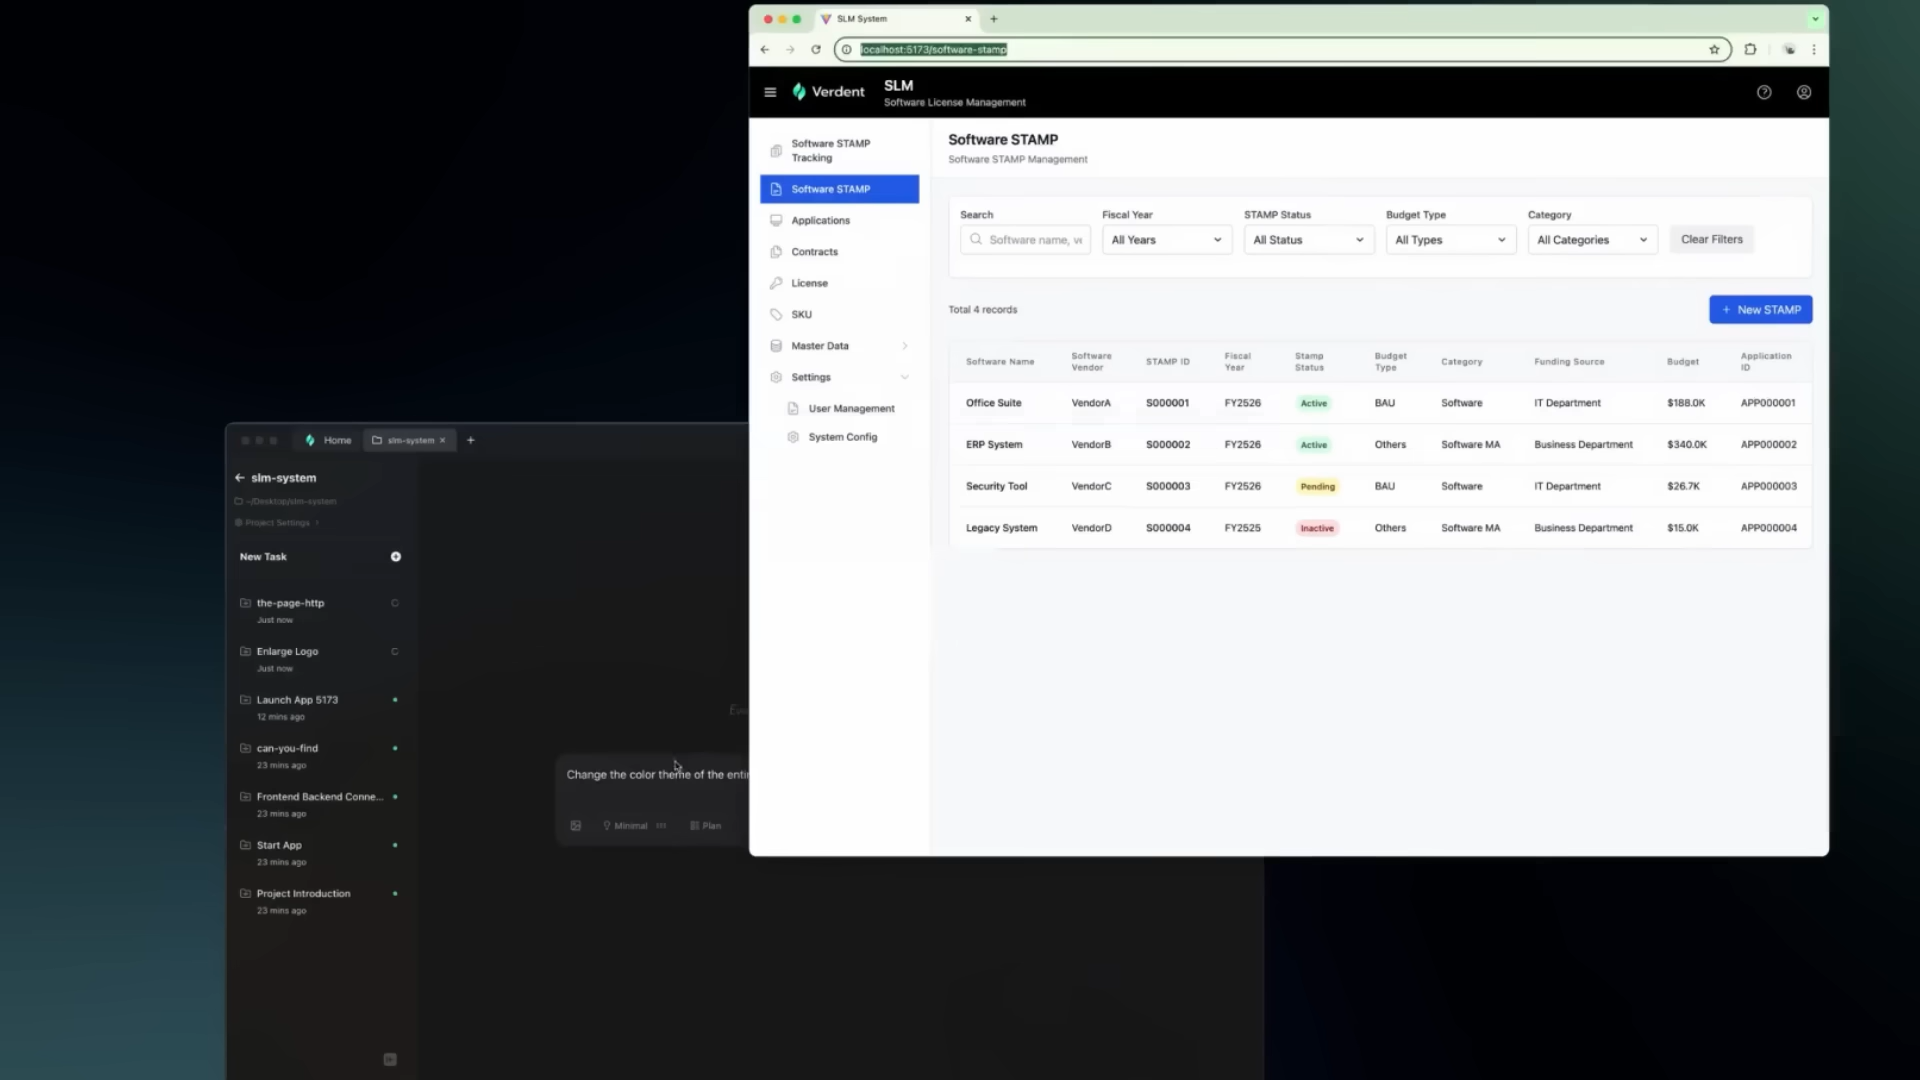 SLM System
localhost:5173/software-stamp
Verdent
SLM
Software License Management
Software STAMP
Tracking
Software STAMP
Applications
Contracts
License
SKU
Master Data
Settings
User Management
System Config
Software STAMP
Software STAMP Management
Search
Fiscal Year
STAMP Status
Budget Type
Category
Software name, ve
All Years
All Status
All Types
All Categories
Clear Filters
Total 4 records
+ New STAMP
Software Name
Software Vendor
STAMP ID
Fiscal Year
Stamp Status
Budget Type
Category
Funding Source
Budget
Application ID
Office Suite VendorA S000001 FY2526 Active BAU Software IT Department $188.0K APP000001
ERP System VendorB S000002 FY2526 Active Others Software MA Business Department $340.0K APP000002
Security Tool VendorC S000003 FY2526 Pending BAU Software IT Department $26.7K APP000003
Legacy System VendorD S000004 FY2525 Inactive Others Software MA Business Department $15.0K APP000004
Home
slm-system
slm-system
~/Desktop/slm-system
Project Settings
New Task
the-page-http
Just now
Enlarge Logo
Just now
Launch App 5173
12 mins ago
can-you-find
23 mins ago
Frontend Backend Conne...
23 mins ago
Start App
23 mins ago
Project Introduction
23 mins ago
Change the color theme of the enti
Minimal
Plan